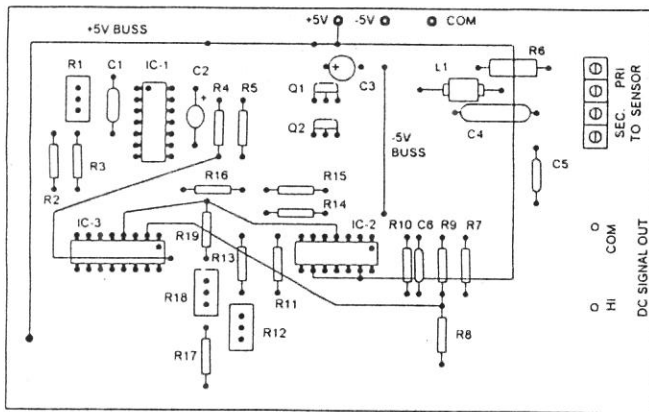 +5V -5V COM
+5V BUSS
R1 C1 IC-1 C2 R4 R5 Q1 C3 L1 R6
Q2 C4
-5V BUSS
SEC. PRI
TO SENSOR
R2 R3 R16 R15 C5
R14
IC-3 R19 IC-2 R10 C6 R9 R7
R13
R18 R11
R12 R8
R17
COM
HI
DC SIGNAL OUT